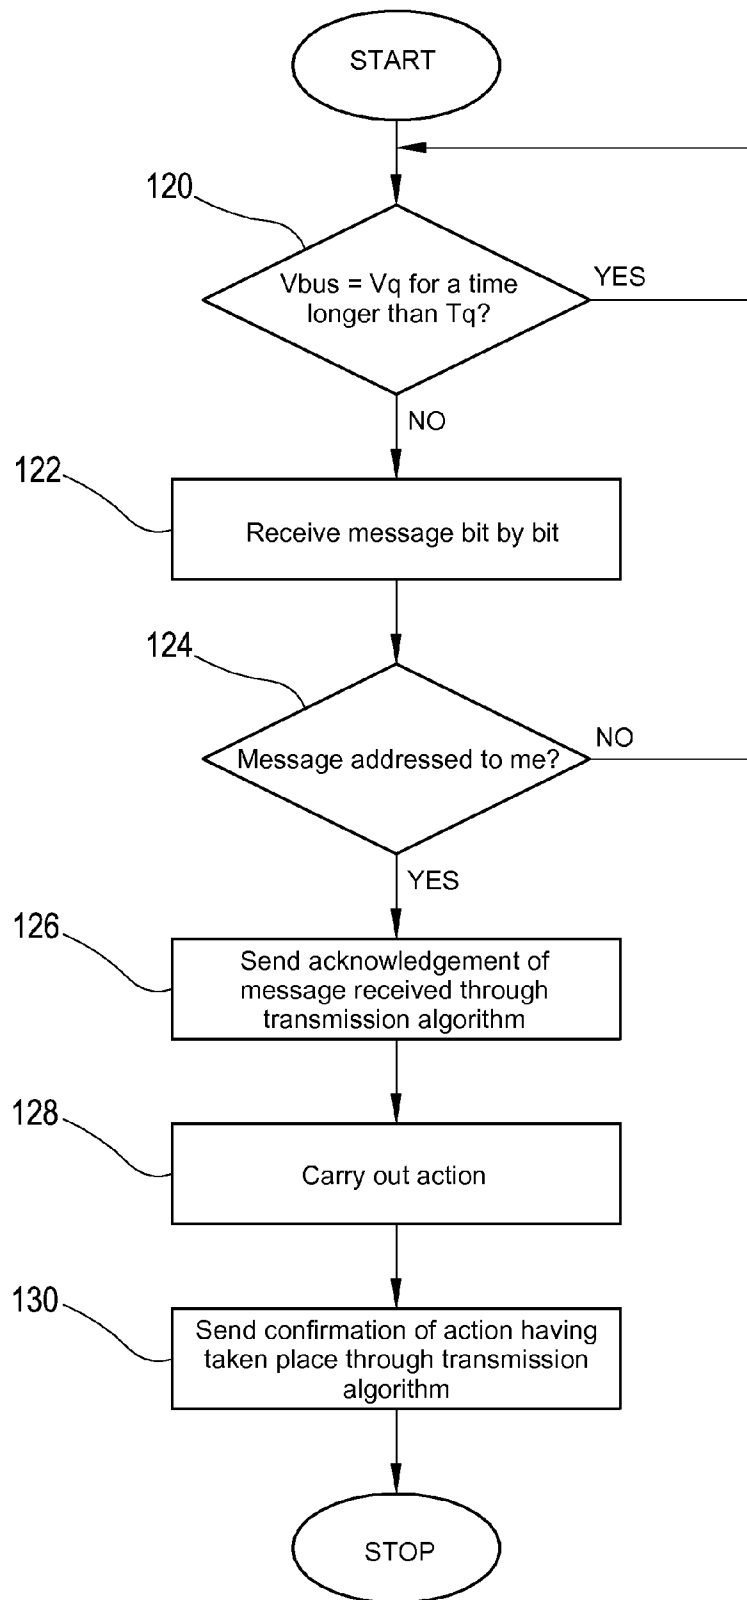 START
120
Vbus = Vq for a time
longer than Tq?
YES
NO
122
Receive message bit by bit
124
Message addressed to me?
NO
YES
126
Send acknowledgement of
message received through
transmission algorithm
128
Carry out action
130
Send confirmation of action having
taken place through transmission
algorithm
STOP